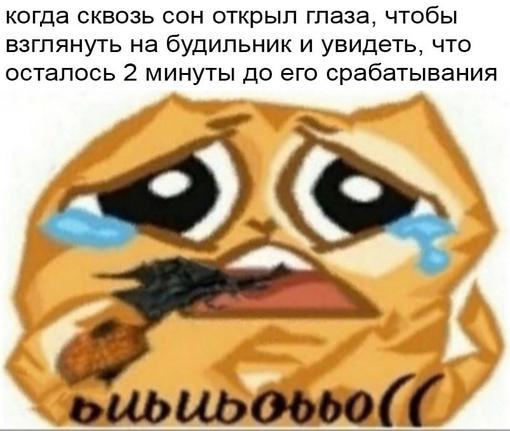 когда сквозь сон открыл глаза, чтобы
взглянуть на будильник и увидеть, что
осталось 2 минуты до его срабатывания
ьиьиьоььо((